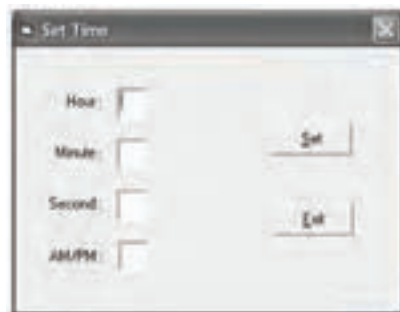 Set Time
Hour:
Minute:
Second:
AM/PM:
Set
Exit